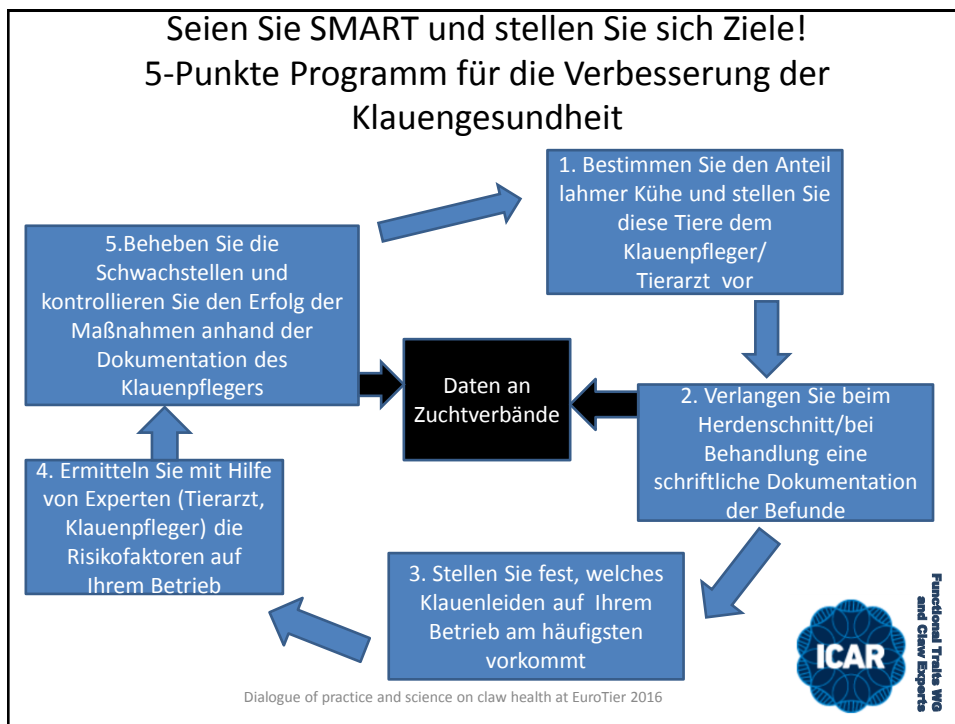 Seien Sie SMART und stellen Sie sich Ziele!
5-Punkte Programm für die Verbesserung der
Klauengesundheit
1. Bestimmen Sie den Anteil
lahmer Kühe und stellen Sie
diese Tiere dem
Klauenpfleger/
Tierarzt vor
2. Verlangen Sie beim
Herdenschnitt/bei
Behandlung eine
schriftliche Dokumentation
der Befunde
3. Stellen Sie fest, welches
Klauenleiden auf Ihrem
Betrieb am häufigsten
vorkommt
4. Ermitteln Sie mit Hilfe
von Experten (Tierarzt,
Klauenpfleger) die
Risikofaktoren auf
Ihrem Betrieb
5.Beheben Sie die
Schwachstellen und
kontrollieren Sie den Erfolg der
Maßnahmen anhand der
Dokumentation des
Klauenpflegers
Daten an
Zuchtverbände
Dialogue of practice and science on claw health at EuroTier 2016
ICAR
Functional Traits WG
and Claw Experts